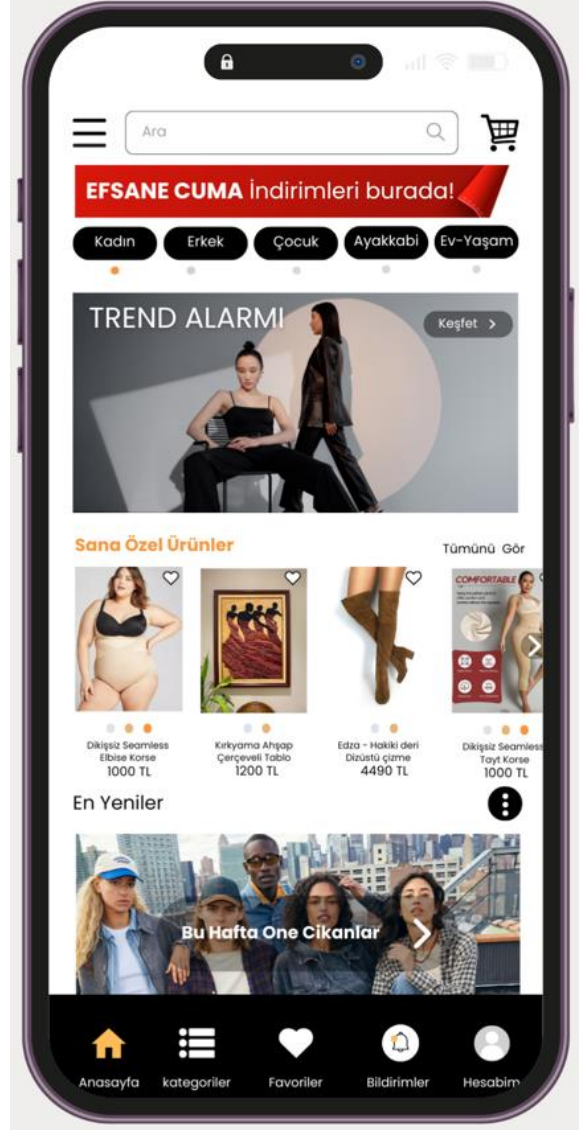 Ara
EFSANE CUMA İndirimleri burada!
Kadın
Erkek
Çocuk
Ayakkabi
Ev-Yaşam
TREND ALARMI
Keşfet >
Sana Özel Ürünler
Tümünü Gör
COMFORTABLE
Dikişsiz Seamless
Elbise Korse
1000 TL
Kırkyama Ahşap
Çerçeveli Tablo
1200 TL
Edza - Hakiki deri
Dizüstü çizme
4490 TL
Dikişsiz Seamless
Tayt Korse
1000 TL
En Yeniler
Bu Hafta One Cikanlar
Anasayfa
kategoriler
Favoriler
Bildirimler
Hesabim